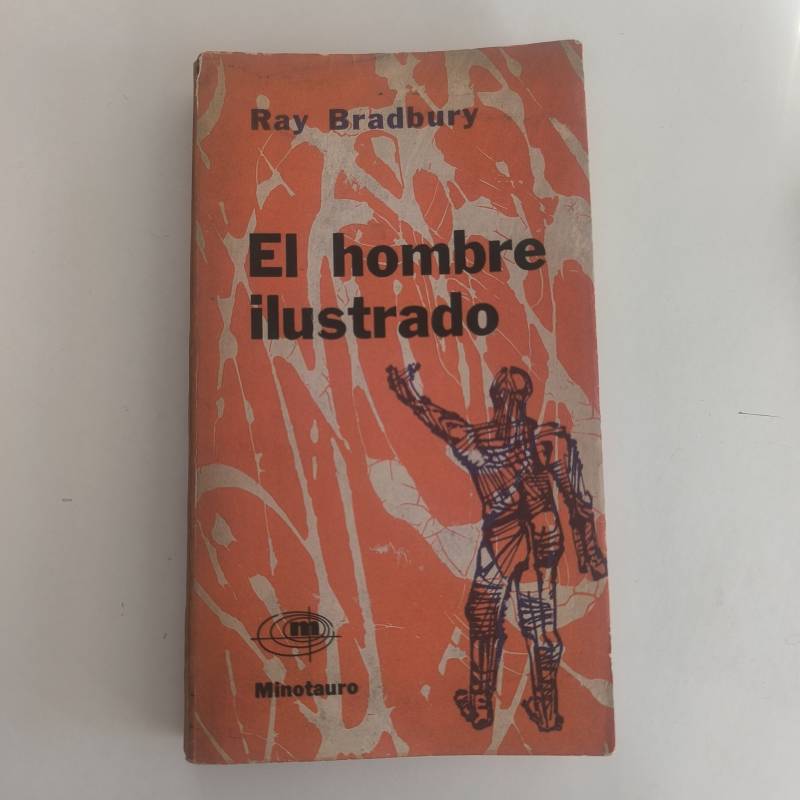 Ray Bradbury
El hombre
ilustrado
m
Minotauro